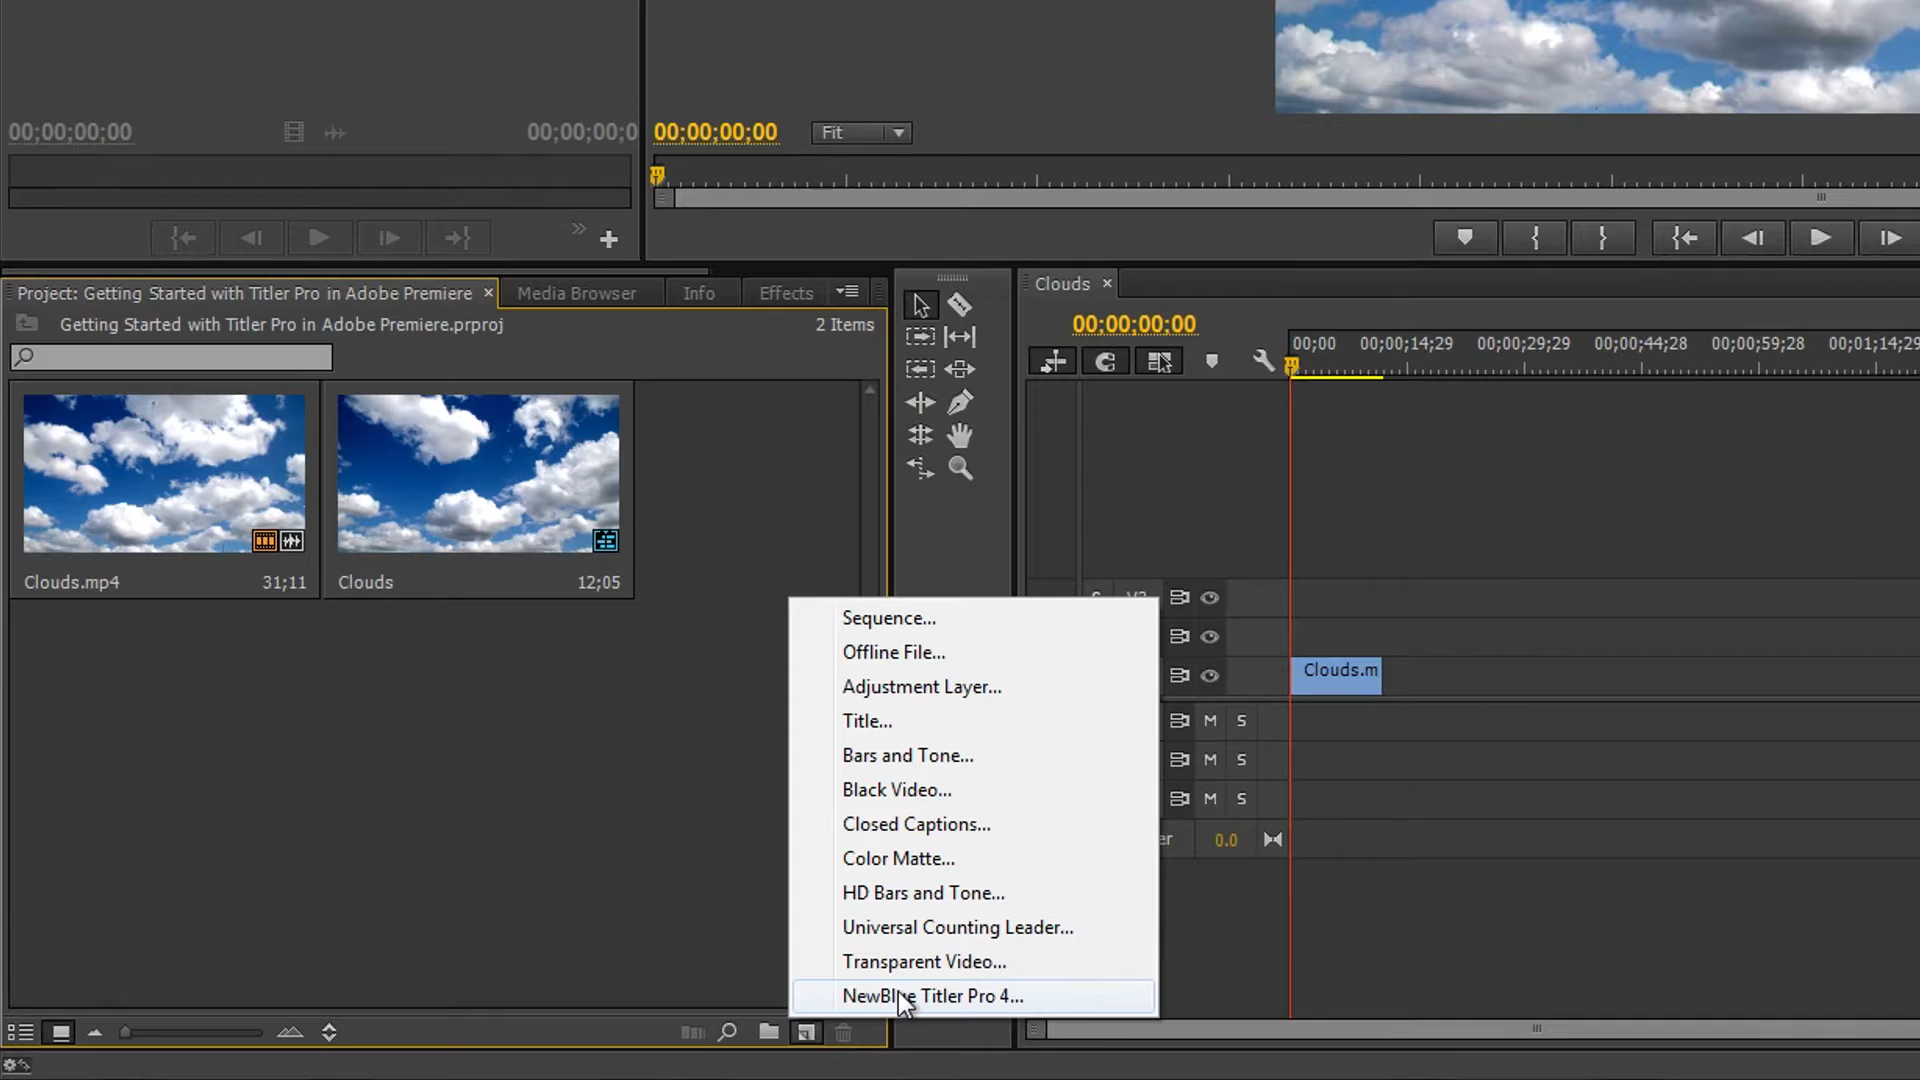 00;00;00;00
00;00;00;0
00;00;00;00
Fit
Project: Getting Started with Titler Pro in Adobe Premiere
Media Browser
Info
Effects
Getting Started with Titler Pro in Adobe Premiere.prproj
2 Items
Clouds.mp4
31;11
Clouds
12;05
Clouds
00;00;00;00
00;00
00;00;14;29
00;00;29;29
00;00;44;28
00;00;59;28
00;01;14;29
Sequence...
Offline File...
Adjustment Layer...
Title...
Bars and Tone...
Black Video...
Closed Captions...
Color Matte...
HD Bars and Tone...
Universal Counting Leader...
Transparent Video...
NewBlue Titler Pro 4...
Clouds.m
M S
M S
M S
er
0.0